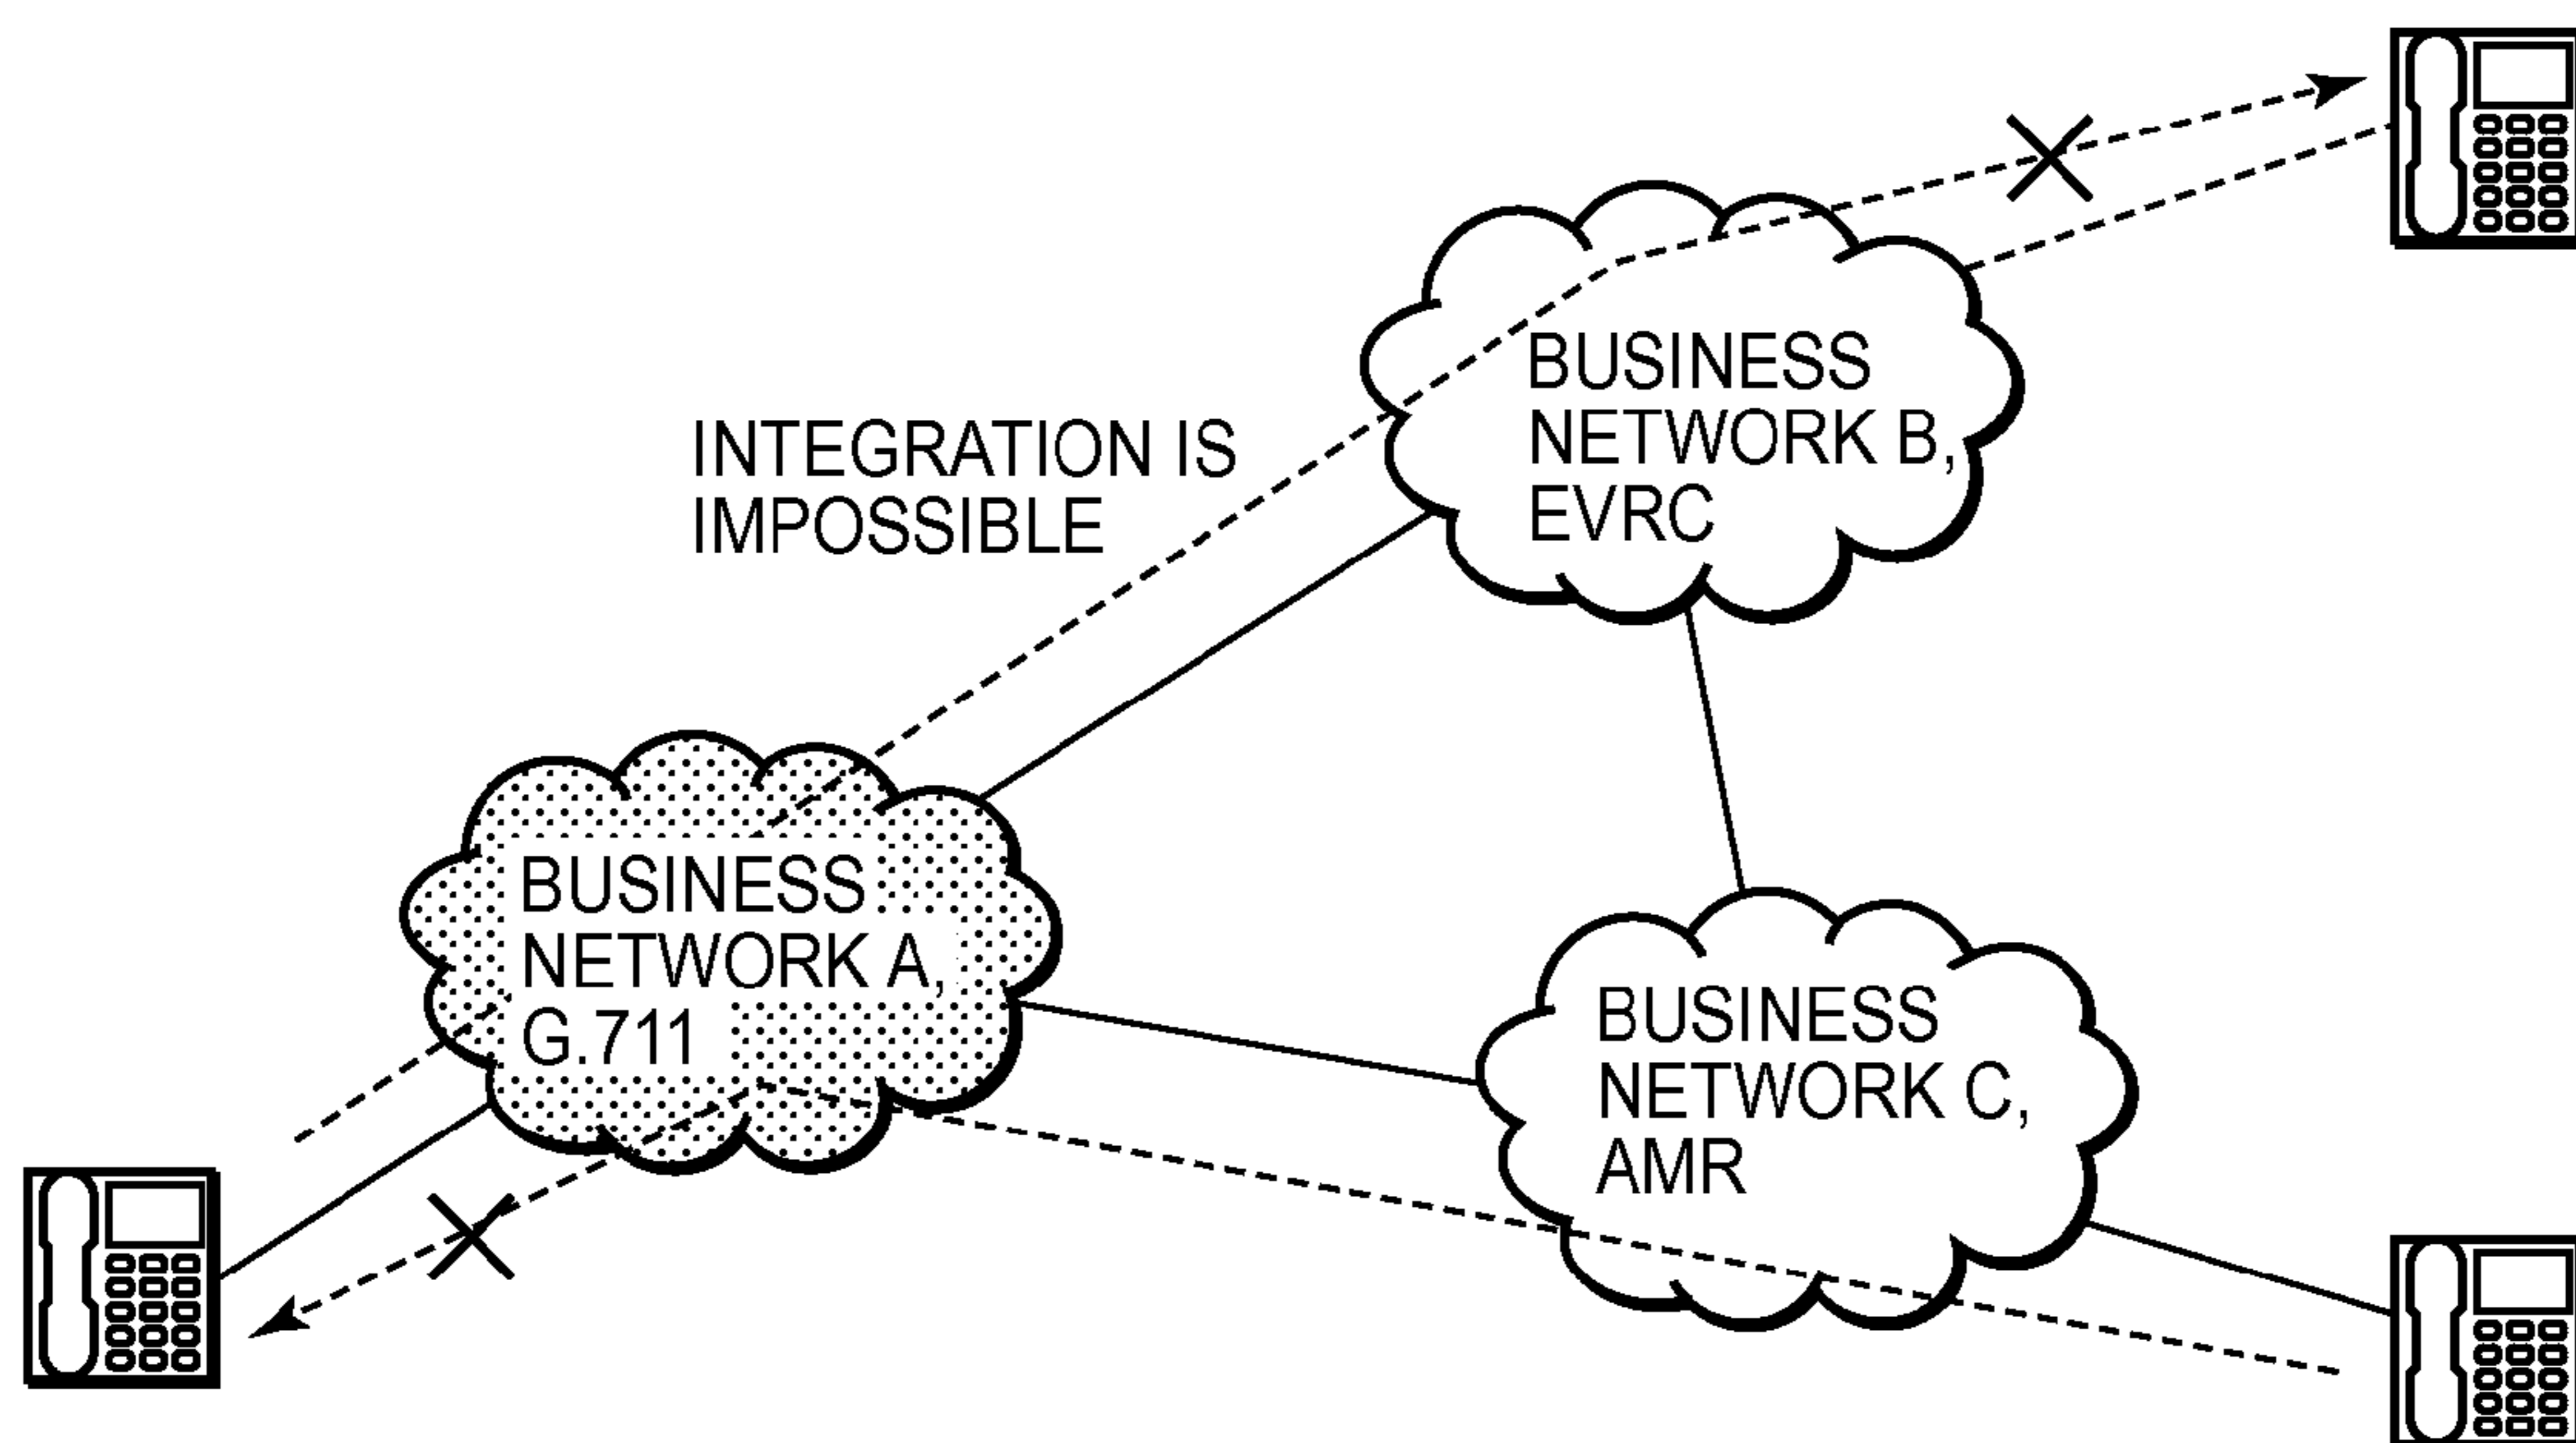 INTEGRATION IS
IMPOSSIBLE
BUSINESS
NETWORK B,
EVRC
BUSINESS
NETWORK A,
G.711
BUSINESS
NETWORK C,
AMR